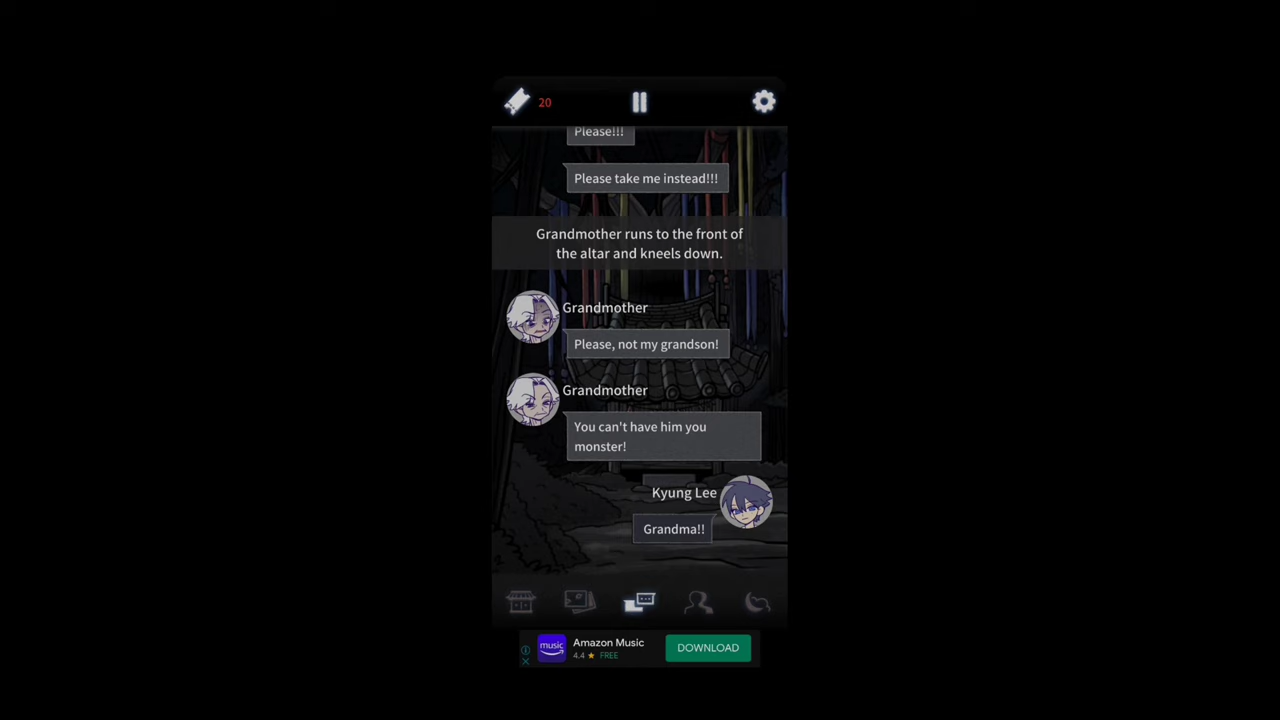 20
Please!!!
Please take me instead!!!
Grandmother runs to the front of
the altar and kneels down.
Grandmother
Please, not my grandson!
Grandmother
You can't have him you
monster!
Kyung Lee
Grandma!!
music
Amazon Music
4.4 ★ FREE
DOWNLOAD